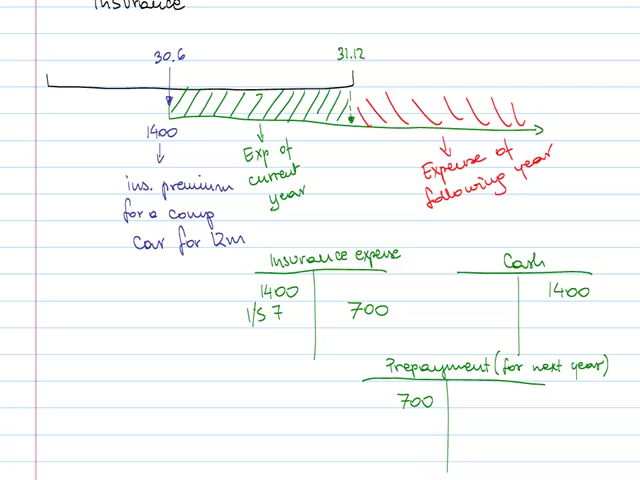 Insurance
30.6
31.12
1400
Exp of
current
year
Expense of
following year
ins. premium
for a comp
car for 12m
Insurance expense
1400
I/S 7
700
Cash
1400
Prepayment (for next year)
700